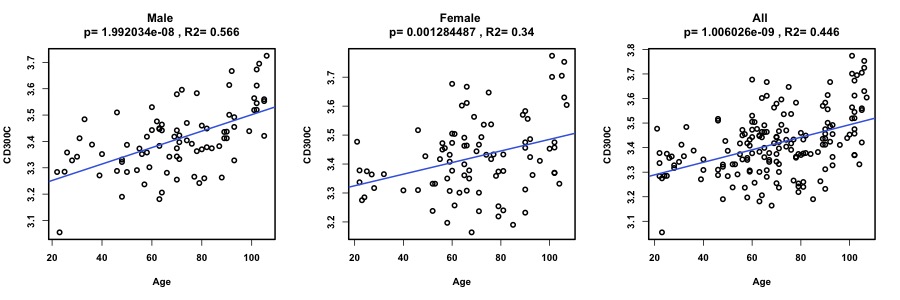 Male
p= 1.992034e-08 , R2= 0.566
CD300C
3.7
3.6
3.5
3.4
3.3
3.2
3.1
20 40 60 80 100
Age
Female
p= 0.001284487 , R2= 0.34
CD300C
3.7
3.6
3.5
3.4
3.3
3.2
20 40 60 80 100
Age
All
p= 1.006026e-09 , R2= 0.446
CD300C
3.8
3.7
3.6
3.5
3.4
3.3
3.2
3.1
20 40 60 80 100
Age